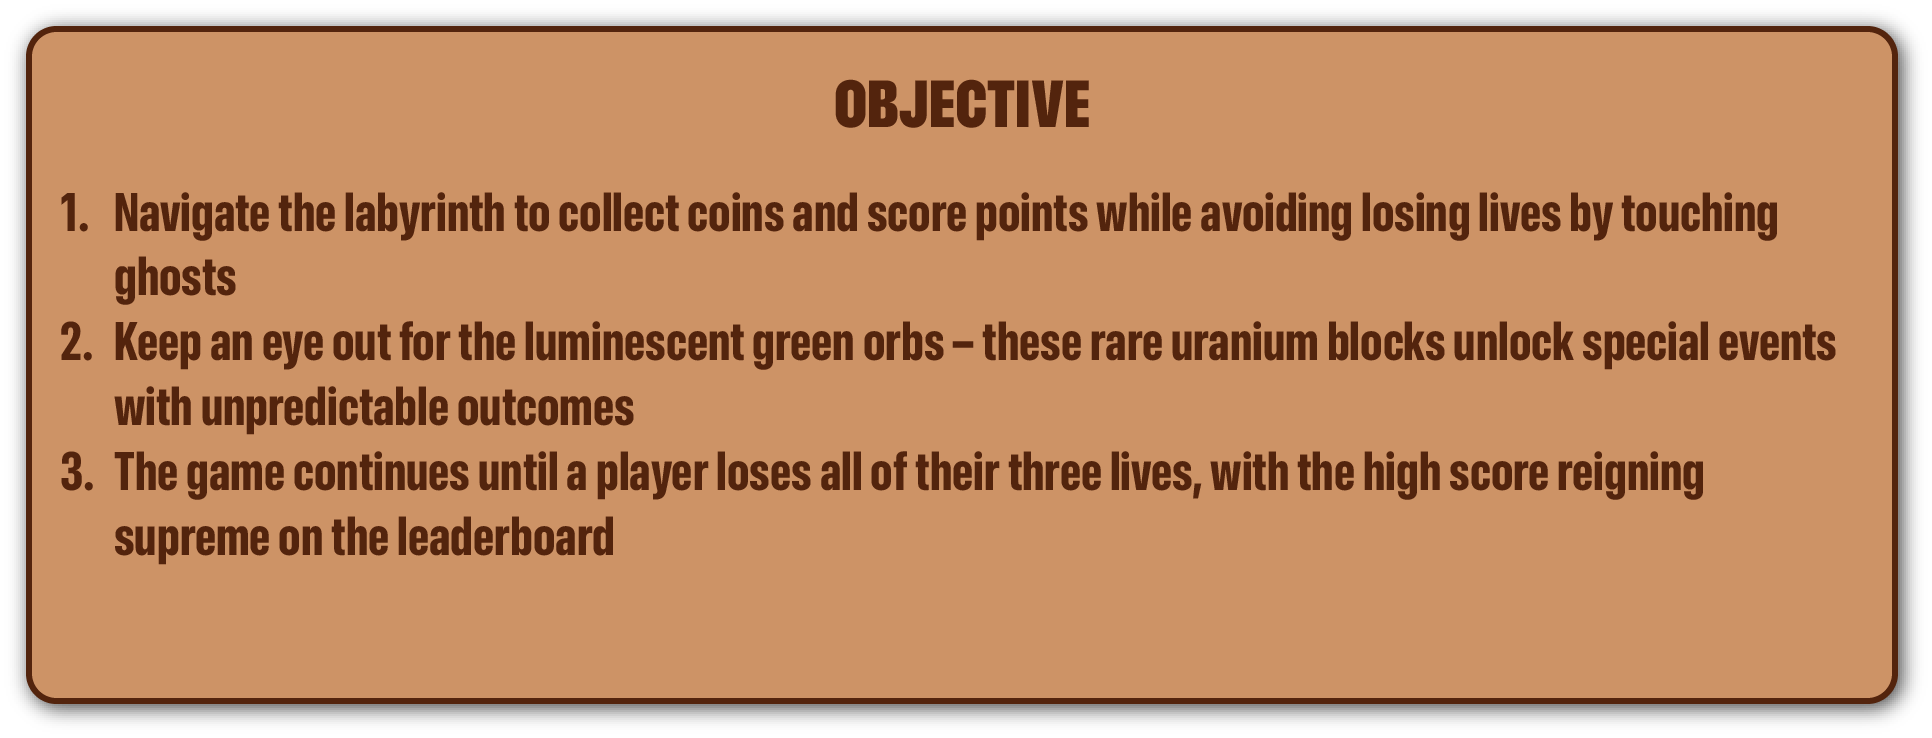 OBJECTIVE
1. Navigate the labyrinth to collect coins and score points while avoiding losing lives by touching
ghosts
2. Keep an eye out for the luminescent green orbs – these rare uranium blocks unlock special events
with unpredictable outcomes
3. The game continues until a player loses all of their three lives, with the high score reigning
supreme on the leaderboard